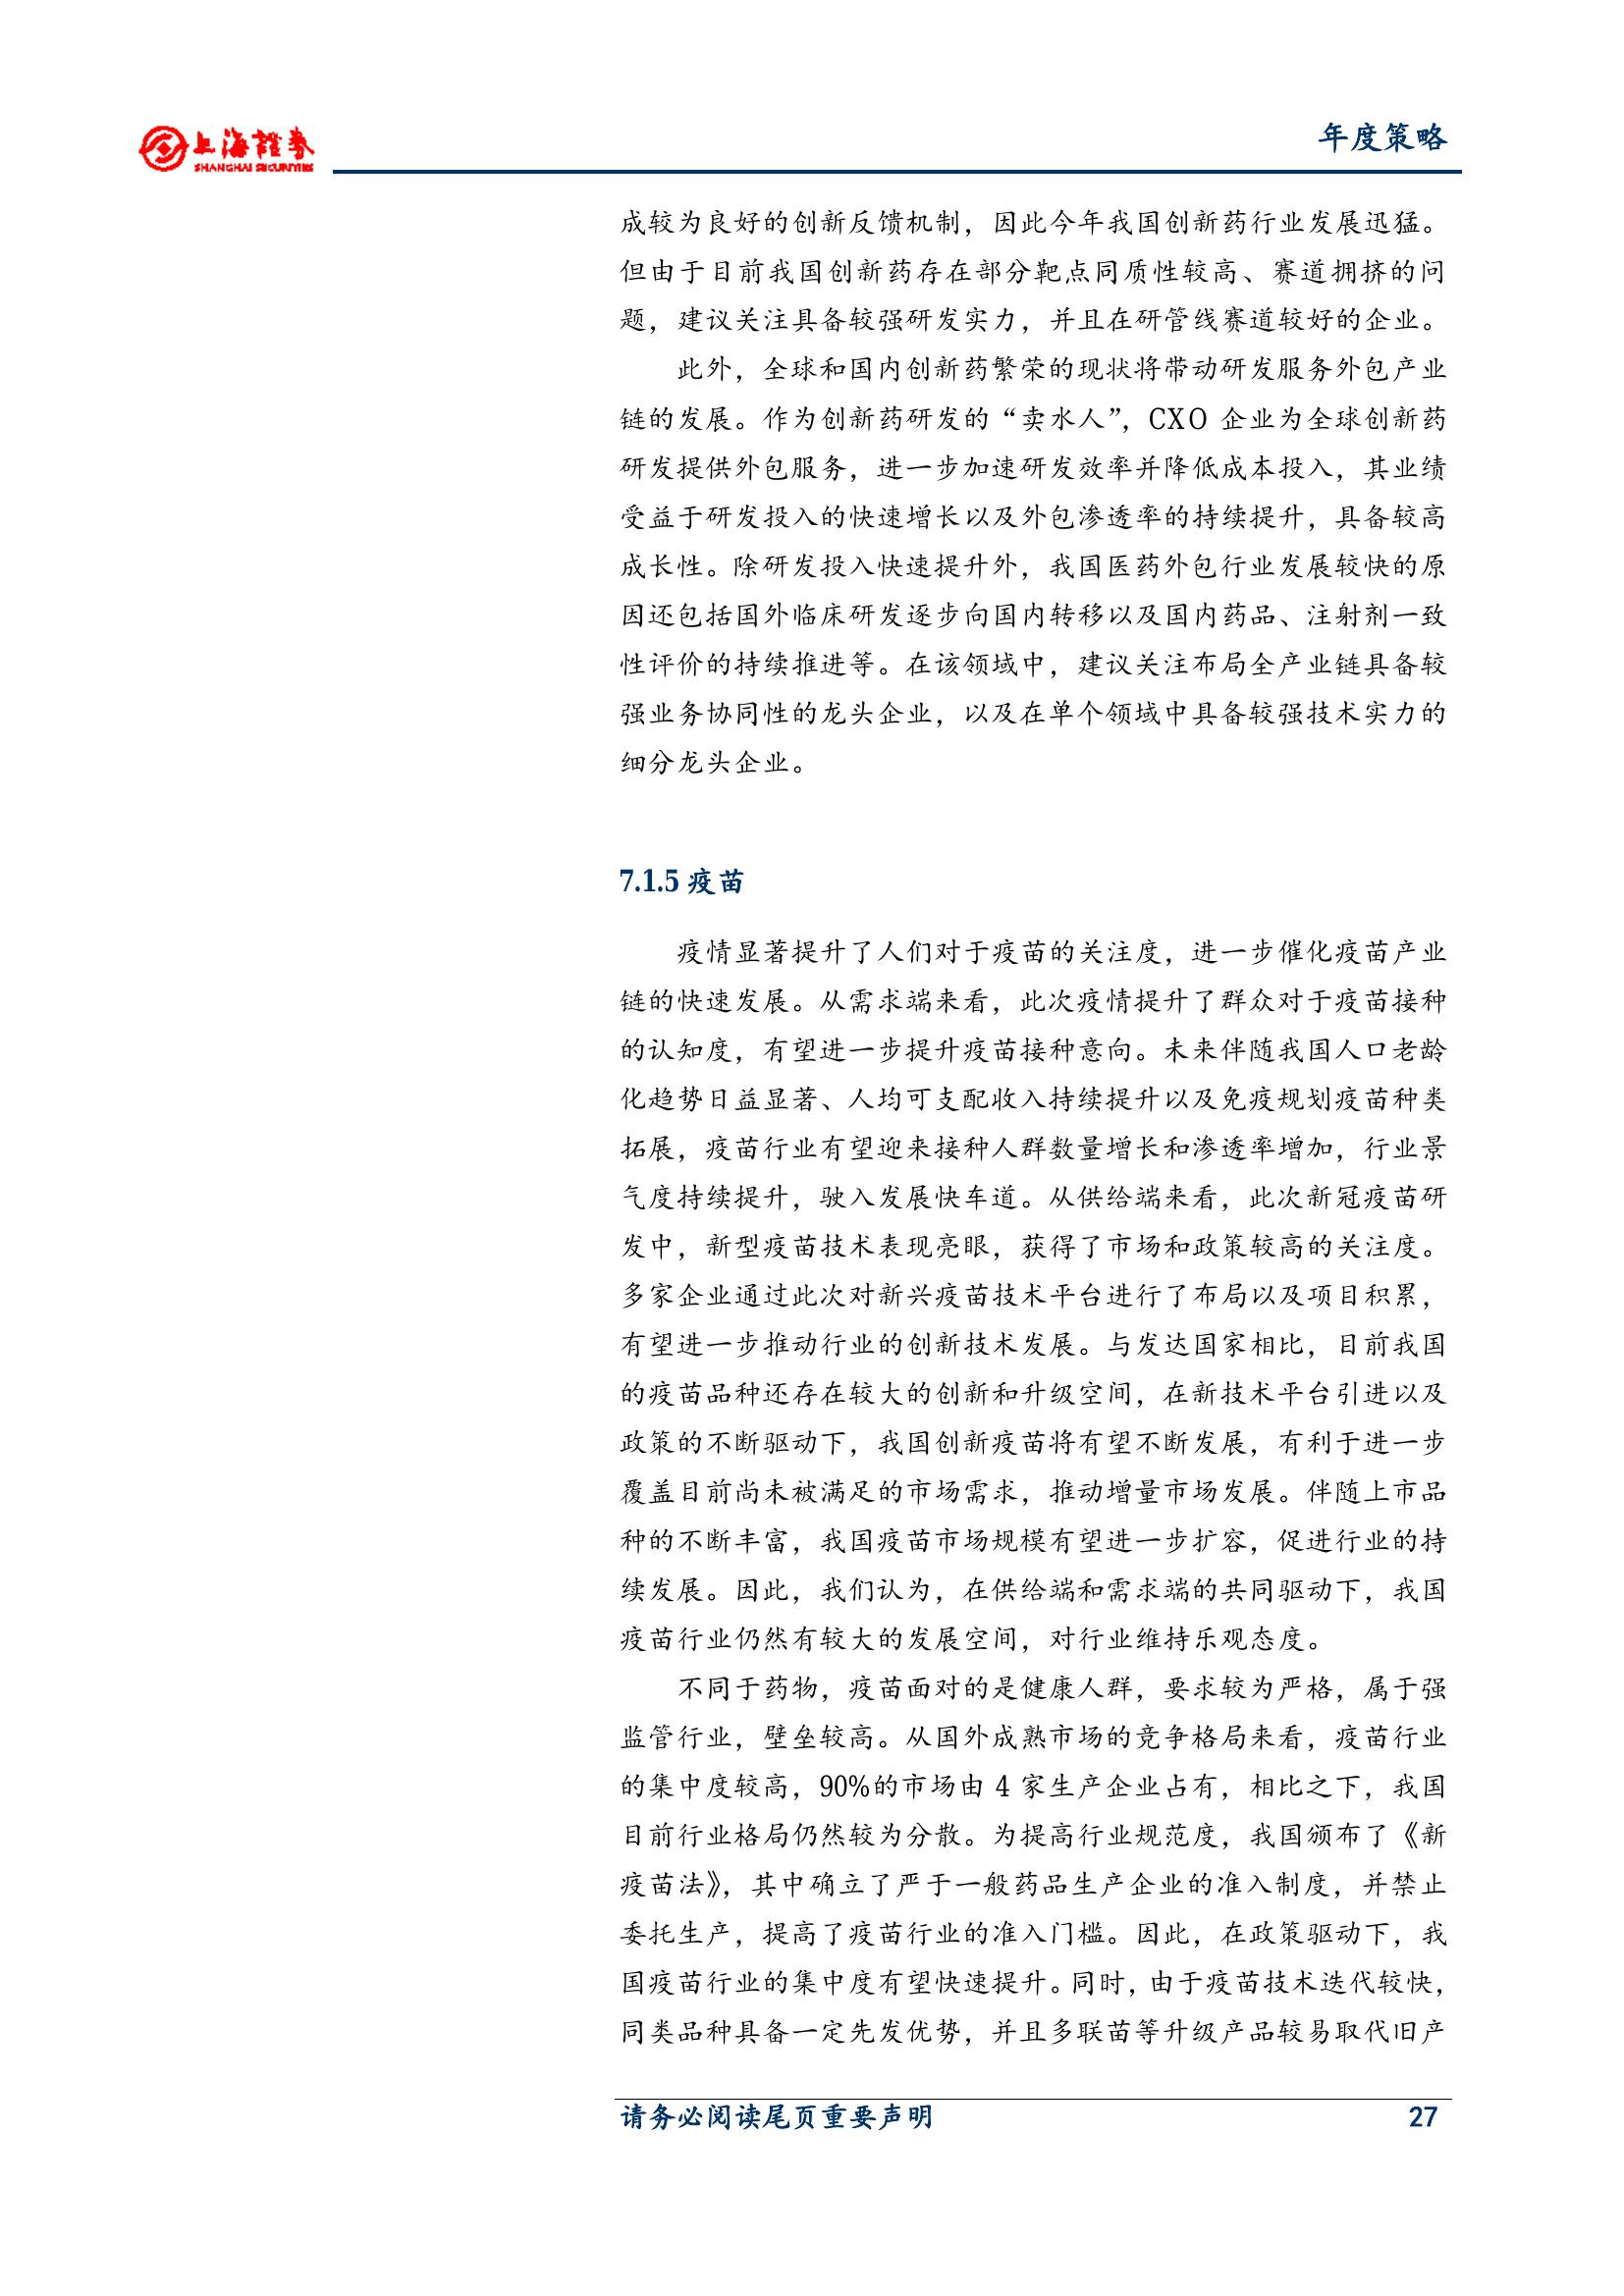 上海證券
SHANGHAI SECURITIES
年度策略
成较为良好的创新反馈机制，因此今年我国创新药行业发展迅猛。
但由于目前我国创新药存在部分靶点同质性较高、赛道拥挤的问
题，建议关注具备较强研发实力，并且在研管线赛道较好的企业。
此外，全球和国内创新药繁荣的现状将带动研发服务外包产业
链的发展。作为创新药研发的“卖水人”，CXO 企业为全球创新药
研发提供外包服务，进一步加速研发效率并降低成本投入，其业绩
受益于研发投入的快速增长以及外包渗透率的持续提升，具备较高
成长性。除研发投入快速提升外，我国医药外包行业发展较快的原
因还包括国外临床研发逐步向国内转移以及国内药品、注射剂一致
性评价的持续推进等。在该领域中，建议关注布局全产业链具备较
强业务协同性的龙头企业，以及在单个领域中具备较强技术实力的
细分龙头企业。
7.1.5 疫苗
疫情显著提升了人们对于疫苗的关注度，进一步催化疫苗产业
链的快速发展。从需求端来看，此次疫情提升了群众对于疫苗接种
的认知度，有望进一步提升疫苗接种意向。未来伴随我国人口老龄
化趋势日益显著、人均可支配收入持续提升以及免疫规划疫苗种类
拓展，疫苗行业有望迎来接种人群数量增长和渗透率增加，行业景
气度持续提升，驶入发展快车道。从供给端来看，此次新冠疫苗研
发中，新型疫苗技术表现亮眼，获得了市场和政策较高的关注度。
多家企业通过此次对新兴疫苗技术平台进行了布局以及项目积累，
有望进一步推动行业的创新技术发展。与发达国家相比，目前我国
的疫苗品种还存在较大的创新和升级空间，在新技术平台引进以及
政策的不断驱动下，我国创新疫苗将有望不断发展，有利于进一步
覆盖目前尚未被满足的市场需求，推动增量市场发展。伴随上市品
种的不断丰富，我国疫苗市场规模有望进一步扩容，促进行业的持
续发展。因此，我们认为，在供给端和需求端的共同驱动下，我国
疫苗行业仍然有较大的发展空间，对行业维持乐观态度。
不同于药物，疫苗面对的是健康人群，要求较为严格，属于强
监管行业，壁垒较高。从国外成熟市场的竞争格局来看，疫苗行业
的集中度较高，90%的市场由 4 家生产企业占有，相比之下，我国
目前行业格局仍然较为分散。为提高行业规范度，我国颁布了《新
疫苗法》，其中确立了严于一般药品生产企业的准入制度，并禁止
委托生产，提高了疫苗行业的准入门槛。因此，在政策驱动下，我
国疫苗行业的集中度有望快速提升。同时，由于疫苗技术迭代较快，
同类品种具备一定先发优势，并且多联苗等升级产品较易取代旧产
请务必阅读尾页重要声明
27